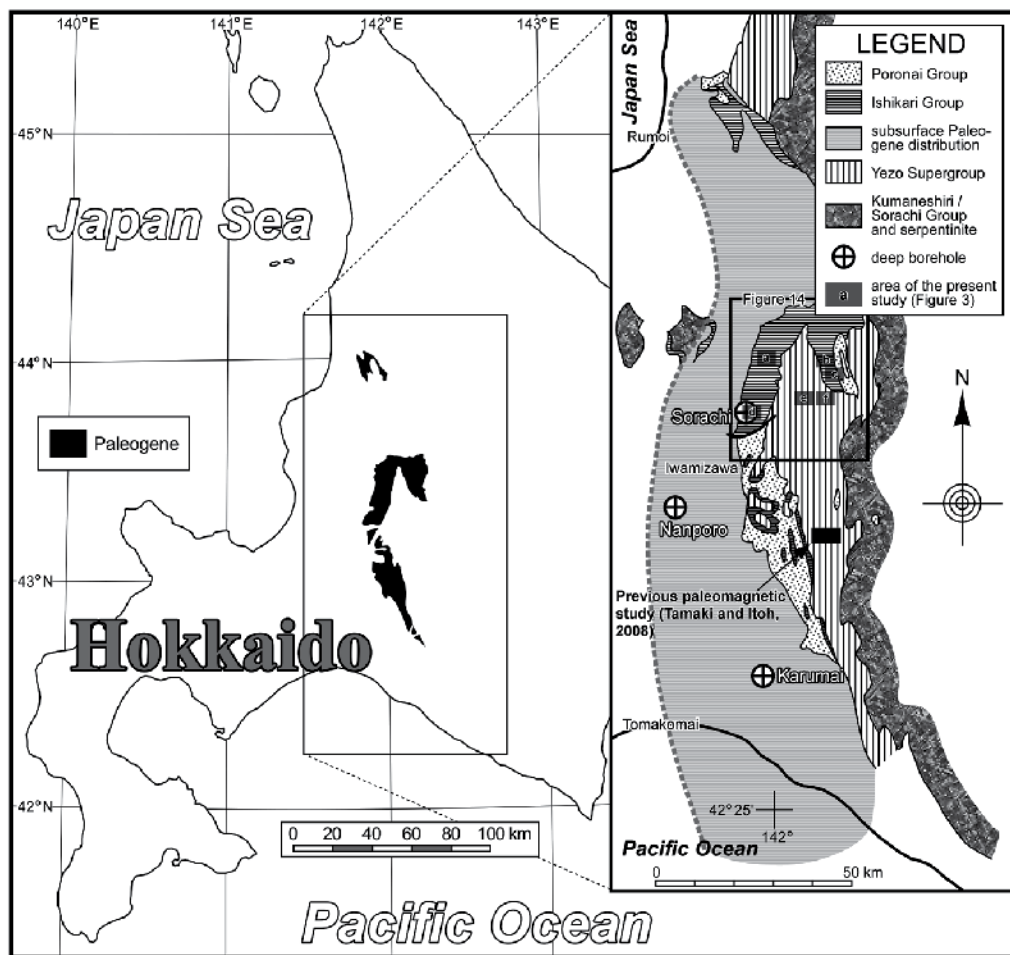 140°E
141°E
142°E
143°E
45°N
44°N
43°N
42°N
Japan Sea
Paleogene
Hokkaido
0 20 40 60 80 100 km
Pacific Ocean
Japan Sea
Rumoi
LEGEND
Poronai Group
Ishikari Group
subsurface Paleo-
gene distribution
Yezo Supergroup
Kumaneshiri /
Sorachi Group
and serpentinite
deep borehole
a
area of the present
study (Figure 3)
Figure 14
Sorachi
Iwamizawa
Nanporo
N
Previous paleomagnetic
study (Tamaki and Itoh,
2008)
Karumai
Tomakomai
42° 25'
142°
Pacific Ocean
0 50 km